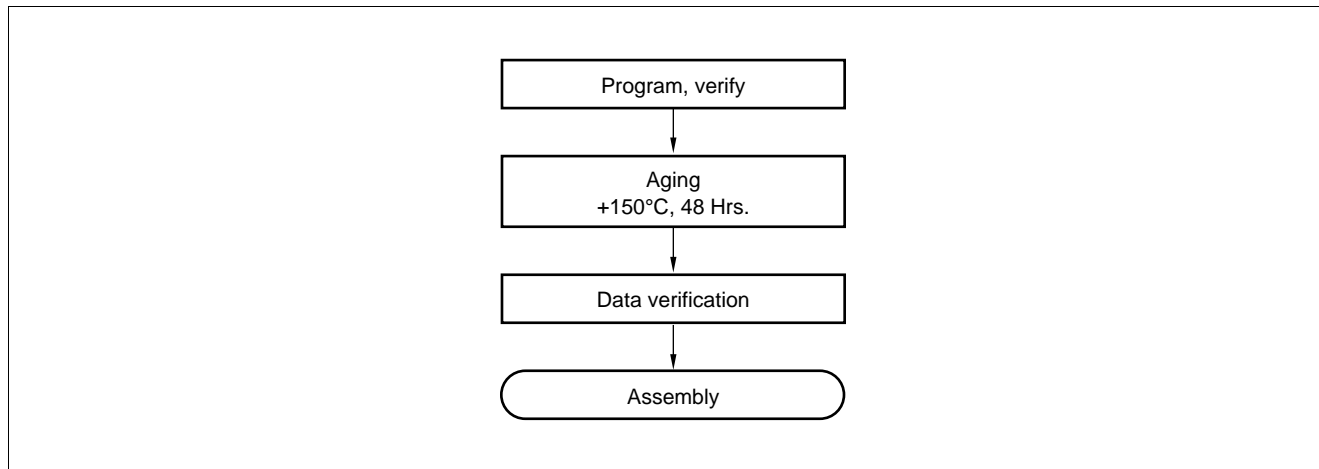 Program, verify
Aging
+150°C, 48 Hrs.
Data verification
Assembly